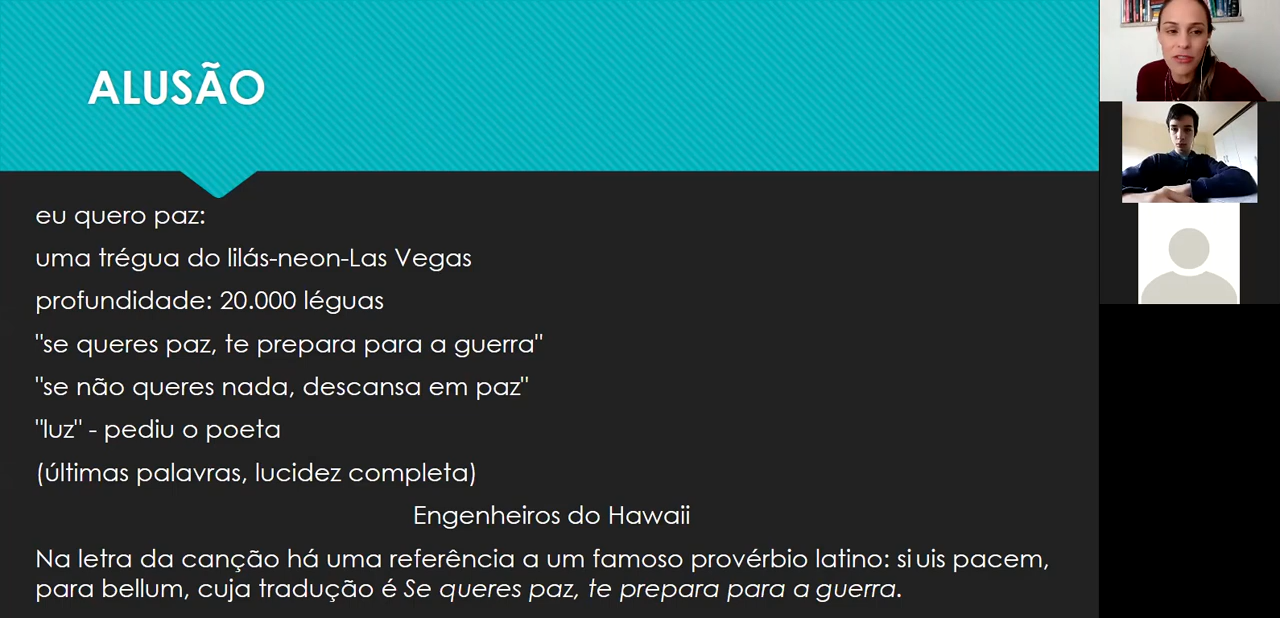 ALUSÃO
eu quero paz:
uma trégua do lilás-neon-Las Vegas
profundidade: 20.000 léguas
"se queres paz, te prepara para a guerra"
"se não queres nada, descansa em paz"
"luz" - pediu o poeta
(últimas palavras, lucidez completa)
Engenheiros do Hawaii
Na letra da canção há uma referência a um famoso provérbio latino: si uis pacem,
para bellum, cuja tradução é Se queres paz, te prepara para a guerra.